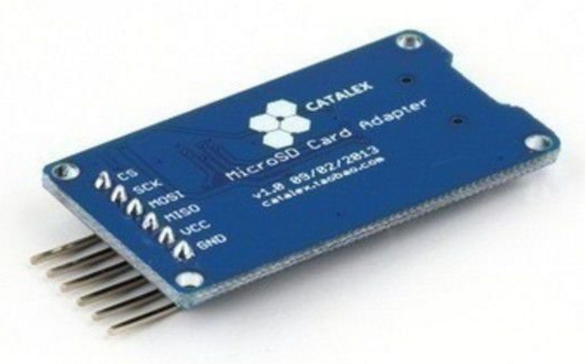 CATALEX
MicroSD Card Adapter
v1.0 09/02/2013
catalex.taobao.com
CS
SCK
MOSI
MISO
VCC
GND